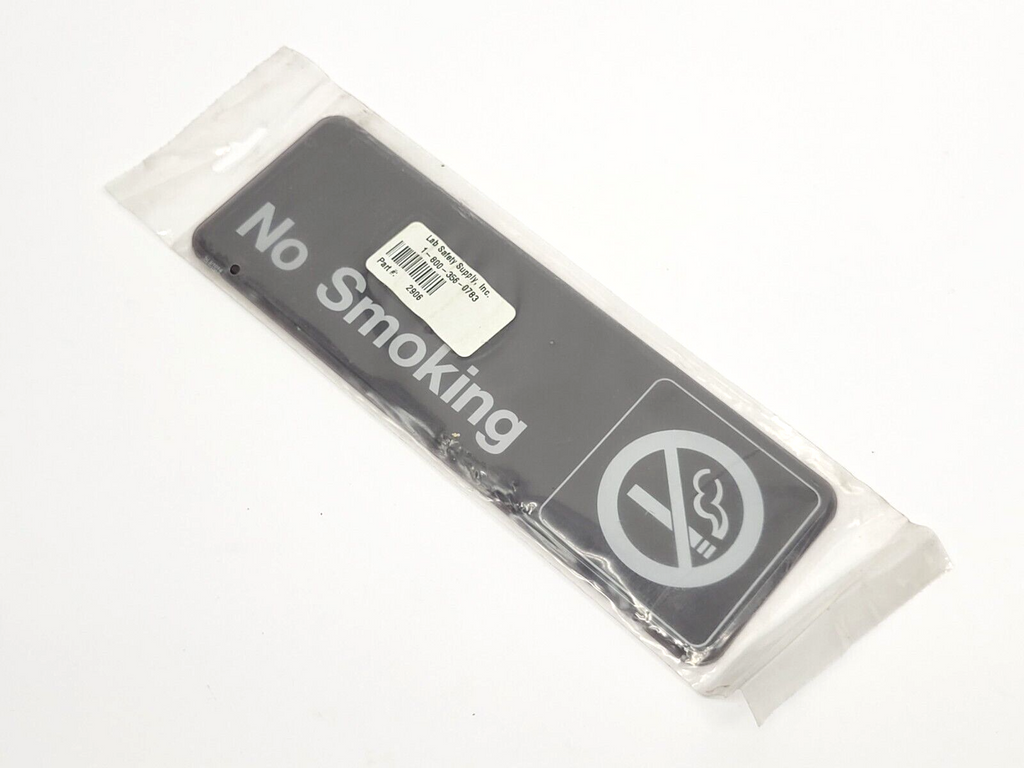 No Smoking
Lab Safety Supply, Inc.
1-800-356-0783
Part #:
2906